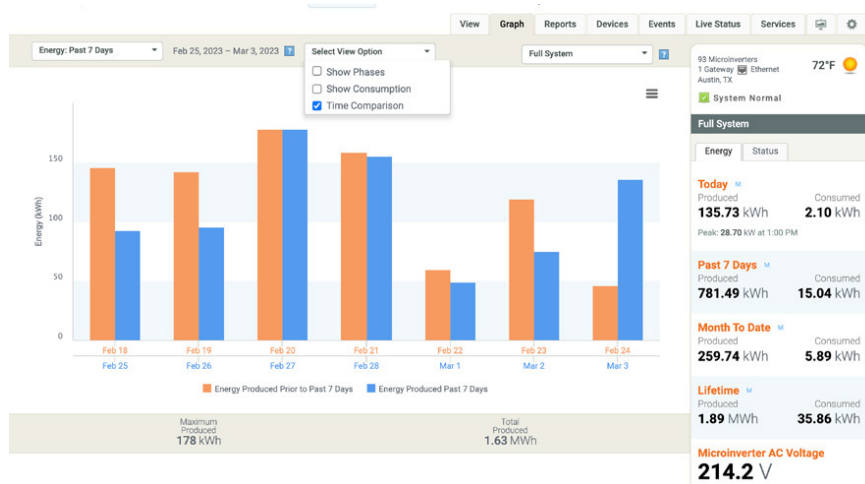 View Graph Reports Devices Events Live Status Services
Energy: Past 7 Days Feb 25, 2023 – Mar 3, 2023 ? Select View Option Full System ?
Show Phases
Show Consumption
Time Comparison
93 Microinverters
1 Gateway Ethernet
Austin, TX
72°F
System Normal
Full System
Energy Status
Energy (kWh)
150
100
50
0
Feb 18 Feb 19 Feb 20 Feb 21 Feb 22 Feb 23 Feb 24
Feb 25 Feb 26 Feb 27 Feb 28 Mar 1 Mar 2 Mar 3
Energy Produced Prior to Past 7 Days Energy Produced Past 7 Days
Maximum
Produced
178 kWh
Total
Produced
1.63 MWh
Today M
Produced Consumed
135.73 kWh 2.10 kWh
Peak: 28.70 kW at 1:00 PM
Past 7 Days M
Produced Consumed
781.49 kWh 15.04 kWh
Month To Date M
Produced Consumed
259.74 kWh 5.89 kWh
Lifetime M
Produced Consumed
1.89 MWh 35.86 kWh
Microinverter AC Voltage
214.2 V